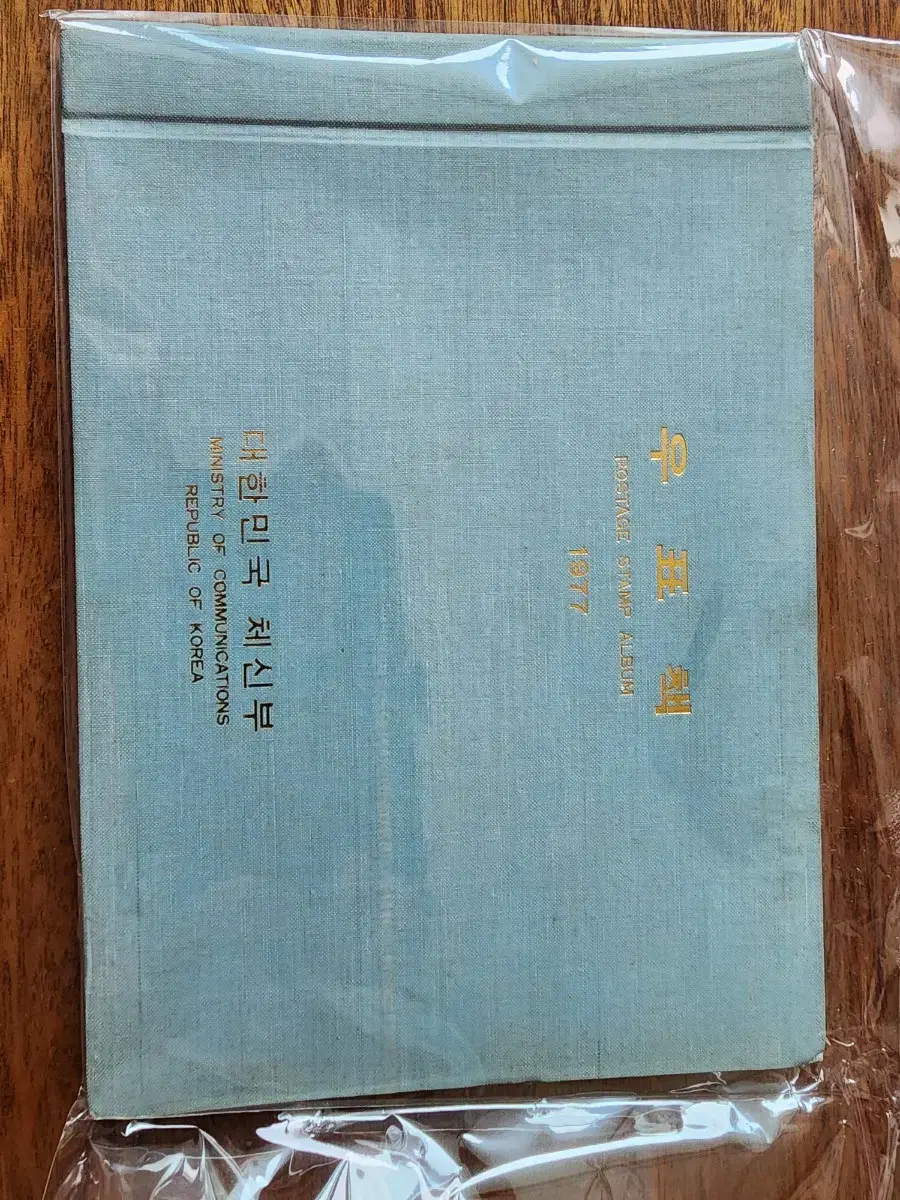 우표책
POSTAGE STAMP ALBUM
1977
대한민국 체신부
MINISTRY OF COMMUNICATIONS
REPUBLIC OF KOREA